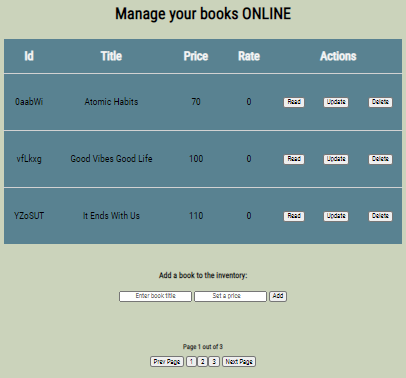 Manage your books ONLINE
Id Title Price Rate Actions
0aabWi Atomic Habits 70 0 Read Update Delete
vfLkxg Good Vibes Good Life 100 0 Read Update Delete
YZoSUT It Ends With Us 110 0 Read Update Delete
Add a book to the inventory:
Enter book title Set a price Add
Page 1 out of 3
Prev Page 1 2 3 Next Page